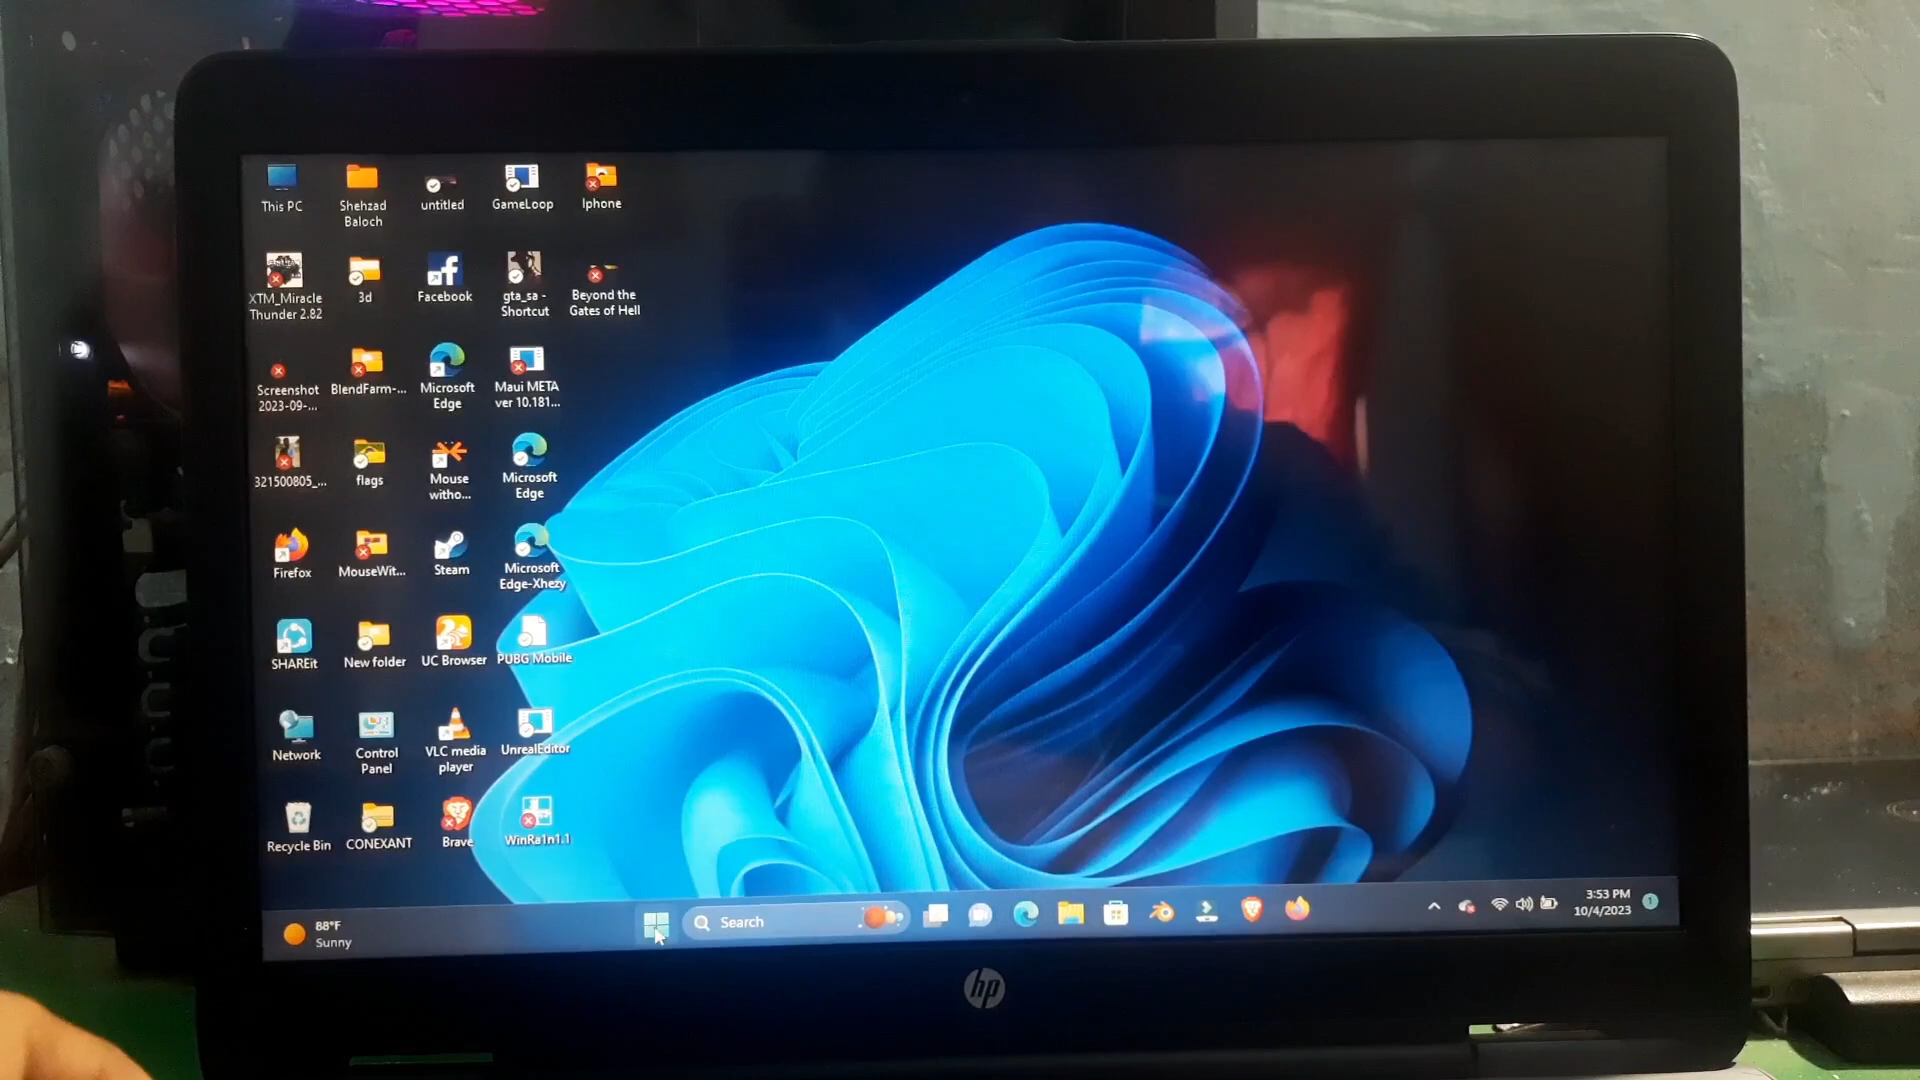 This PC
Shehzad
Baloch
untitled
GameLoop
Iphone
XTM_Miracle
Thunder 2.82
3d
Facebook
gta_sa -
Shortcut
Beyond the
Gates of Hell
Screenshot
2023-09-...
BlendFarm-...
Microsoft
Edge
Maui META
ver 10.181...
321500805_...
flags
Mouse
witho...
Microsoft
Edge
Firefox
MouseWit...
Steam
Microsoft
Edge-Xhezy
SHAREit
New folder
UC Browser
PUBG Mobile
Network
Control
Panel
VLC media
player
UnrealEditor
Recycle Bin
CONEXANT
Brave
WinRa1n1.1
88°F
Sunny
Search
3:53 PM
10/4/2023
1
hp